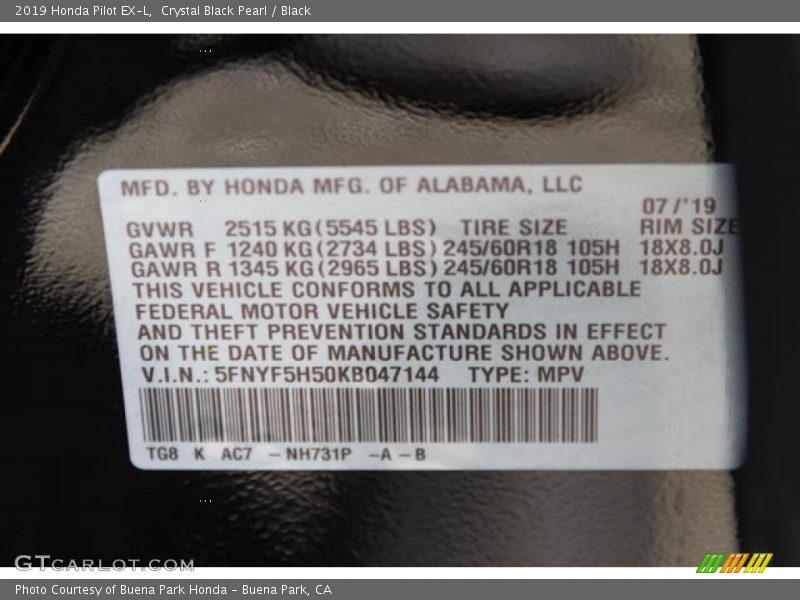 2019 Honda Pilot EX-L, Crystal Black Pearl / Black
MFD. BY HONDA MFG. OF ALABAMA, LLC
07/'19
GVWR 2515 KG(5545 LBS) TIRE SIZE RIM SIZE
GAWR F 1240 KG(2734 LBS) 245/60R18 105H 18X8.0J
GAWR R 1345 KG(2965 LBS) 245/60R18 105H 18X8.0J
THIS VEHICLE CONFORMS TO ALL APPLICABLE
FEDERAL MOTOR VEHICLE SAFETY
AND THEFT PREVENTION STANDARDS IN EFFECT
ON THE DATE OF MANUFACTURE SHOWN ABOVE.
V.I.N.: 5FNYF5H50KB047144 TYPE: MPV
TG8 K AC7 -NH731P -A-B
GTCARLOT.COM
Photo Courtesy of Buena Park Honda - Buena Park, CA